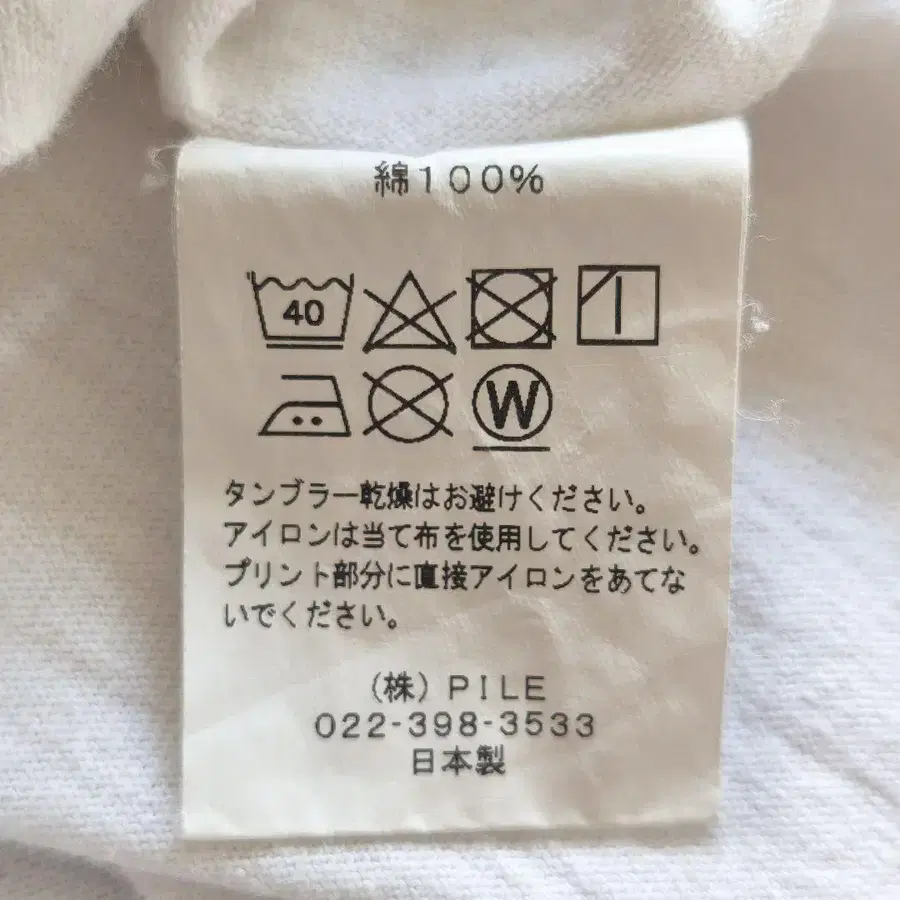 綿100%
40
W
タンブラー乾燥はお避けください。
アイロンは当て布を使用してください。
プリント部分に直接アイロンをあてな
いでください。
(株) PILE
022-398-3533
日本製